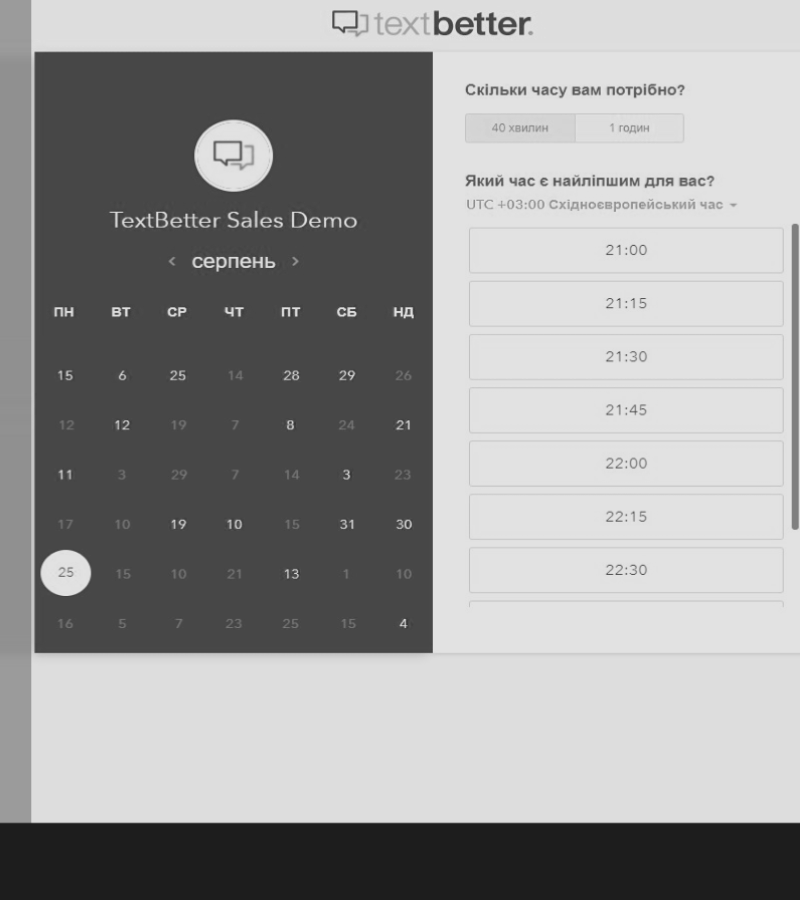 textbetter.
TextBetter Sales Demo
‹ серпень ›
ПН ВТ СР ЧТ ПТ СБ НД
15 6 25 14 28 29 26
12 12 19 7 8 24 21
11 3 29 7 14 3 23
17 10 19 10 15 31 30
25 15 10 21 13 1 10
16 5 7 23 25 15 4
Скільки часу вам потрібно?
40 хвилин 1 годин
Який час є найліпшим для вас?
UTC +03:00 Східноєвропейський час
21:00
21:15
21:30
21:45
22:00
22:15
22:30